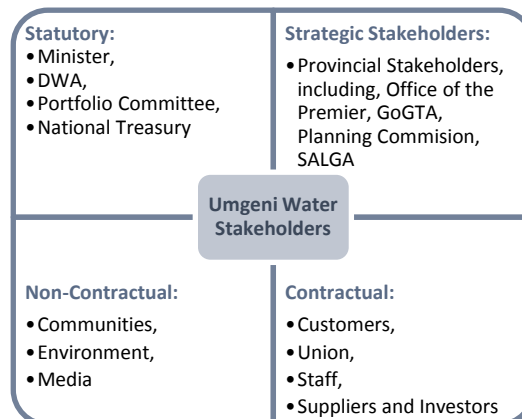 Statutory:
•Minister,
•DWA,
•Portfolio Committee,
•National Treasury
Strategic Stakeholders:
•Provincial Stakeholders,
including, Office of the
Premier, GoGTA,
Planning Commision,
SALGA
Umgeni Water
Stakeholders
Non-Contractual:
•Communities,
•Environment,
•Media
Contractual:
•Customers,
•Union,
•Staff,
•Suppliers and Investors